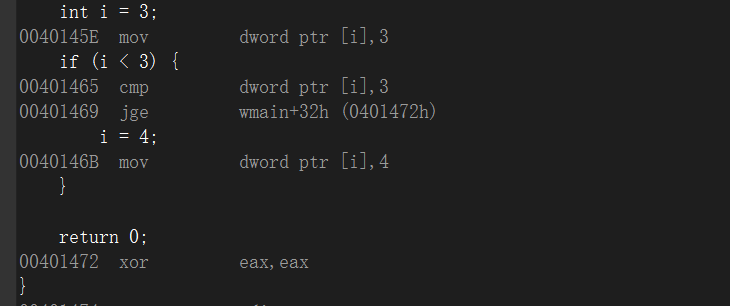 int i = 3;
0040145E mov dword ptr [i],3
if (i < 3) {
00401465 cmp dword ptr [i],3
00401469 jge wmain+32h (0401472h)
i = 4;
0040146B mov dword ptr [i],4
}
return 0;
00401472 xor eax,eax
}